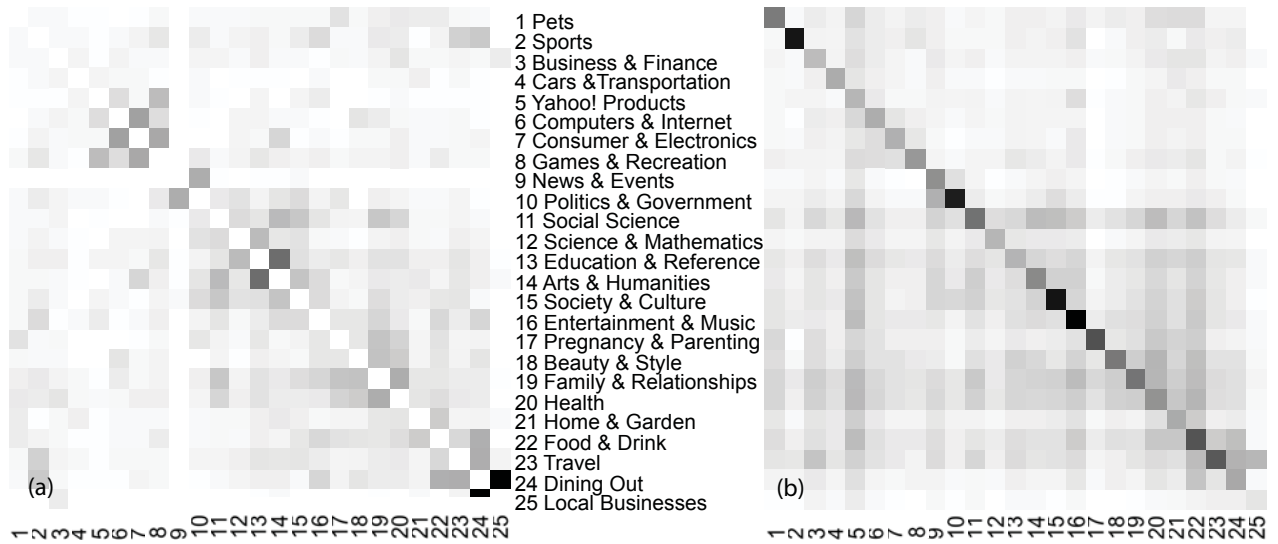 1 Pets
2 Sports
3 Business & Finance
4 Cars &Transportation
5 Yahoo! Products
6 Computers & Internet
7 Consumer & Electronics
8 Games & Recreation
9 News & Events
10 Politics & Government
11 Social Science
12 Science & Mathematics
13 Education & Reference
14 Arts & Humanities
15 Society & Culture
16 Entertainment & Music
17 Pregnancy & Parenting
18 Beauty & Style
19 Family & Relationships
20 Health
21 Home & Garden
22 Food & Drink
23 Travel
24 Dining Out
25 Local Businesses
(a)
(b)
1 2 3 4 5 6 7 8 9 10 11 12 13 14 15 16 17 18 19 20 21 22 23 24 25
1 2 3 4 5 6 7 8 9 10 11 12 13 14 15 16 17 18 19 20 21 22 23 24 25